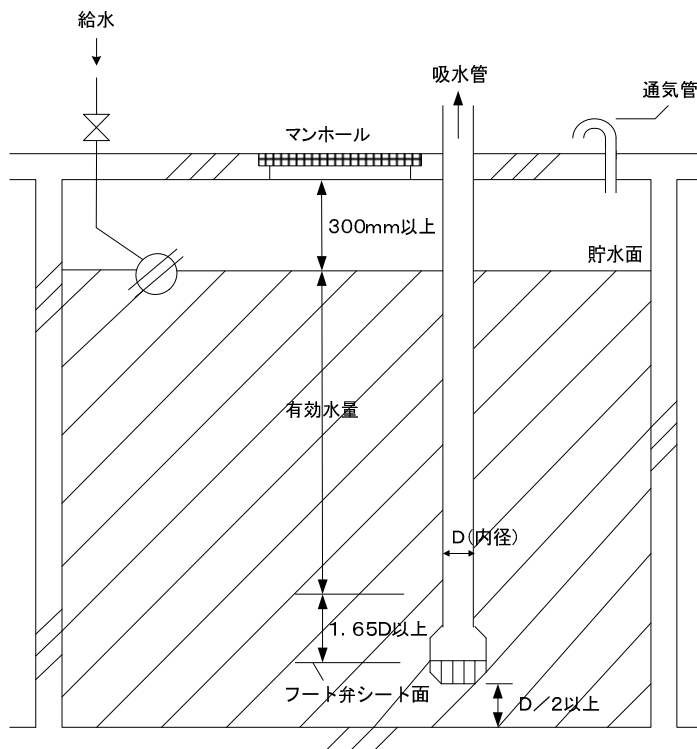 給水
吸水管
通気管
マンホール
300mm以上
貯水面
有効水量
D(内径)
1.65D以上
フート弁シート面
D/2以上